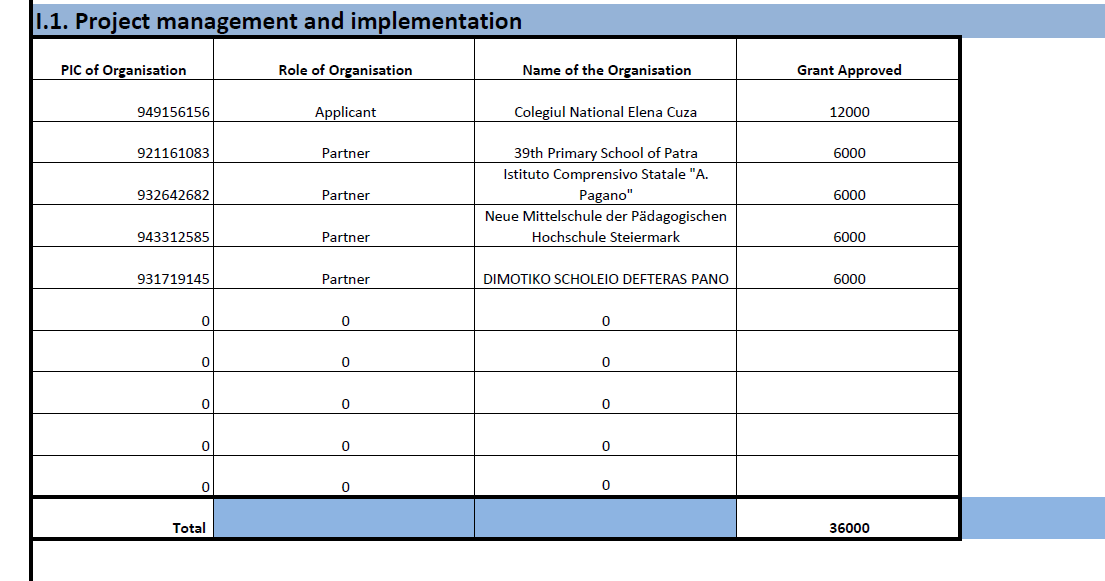 I.1. Project management and implementation
PIC of Organisation Role of Organisation Name of the Organisation Grant Approved
949156156 Applicant Colegiul National Elena Cuza 12000
921161083 Partner 39th Primary School of Patra 6000
Istituto Comprensivo Statale "A.
932642682 Partner Pagano" 6000
Neue Mittelschule der Pädagogischen
943312585 Partner Hochschule Steiermark 6000
931719145 Partner DIMOTIKO SCHOLEIO DEFTERAS PANO 6000
0 0 0
0 0 0
0 0 0
0 0 0
0 0 0
Total 36000